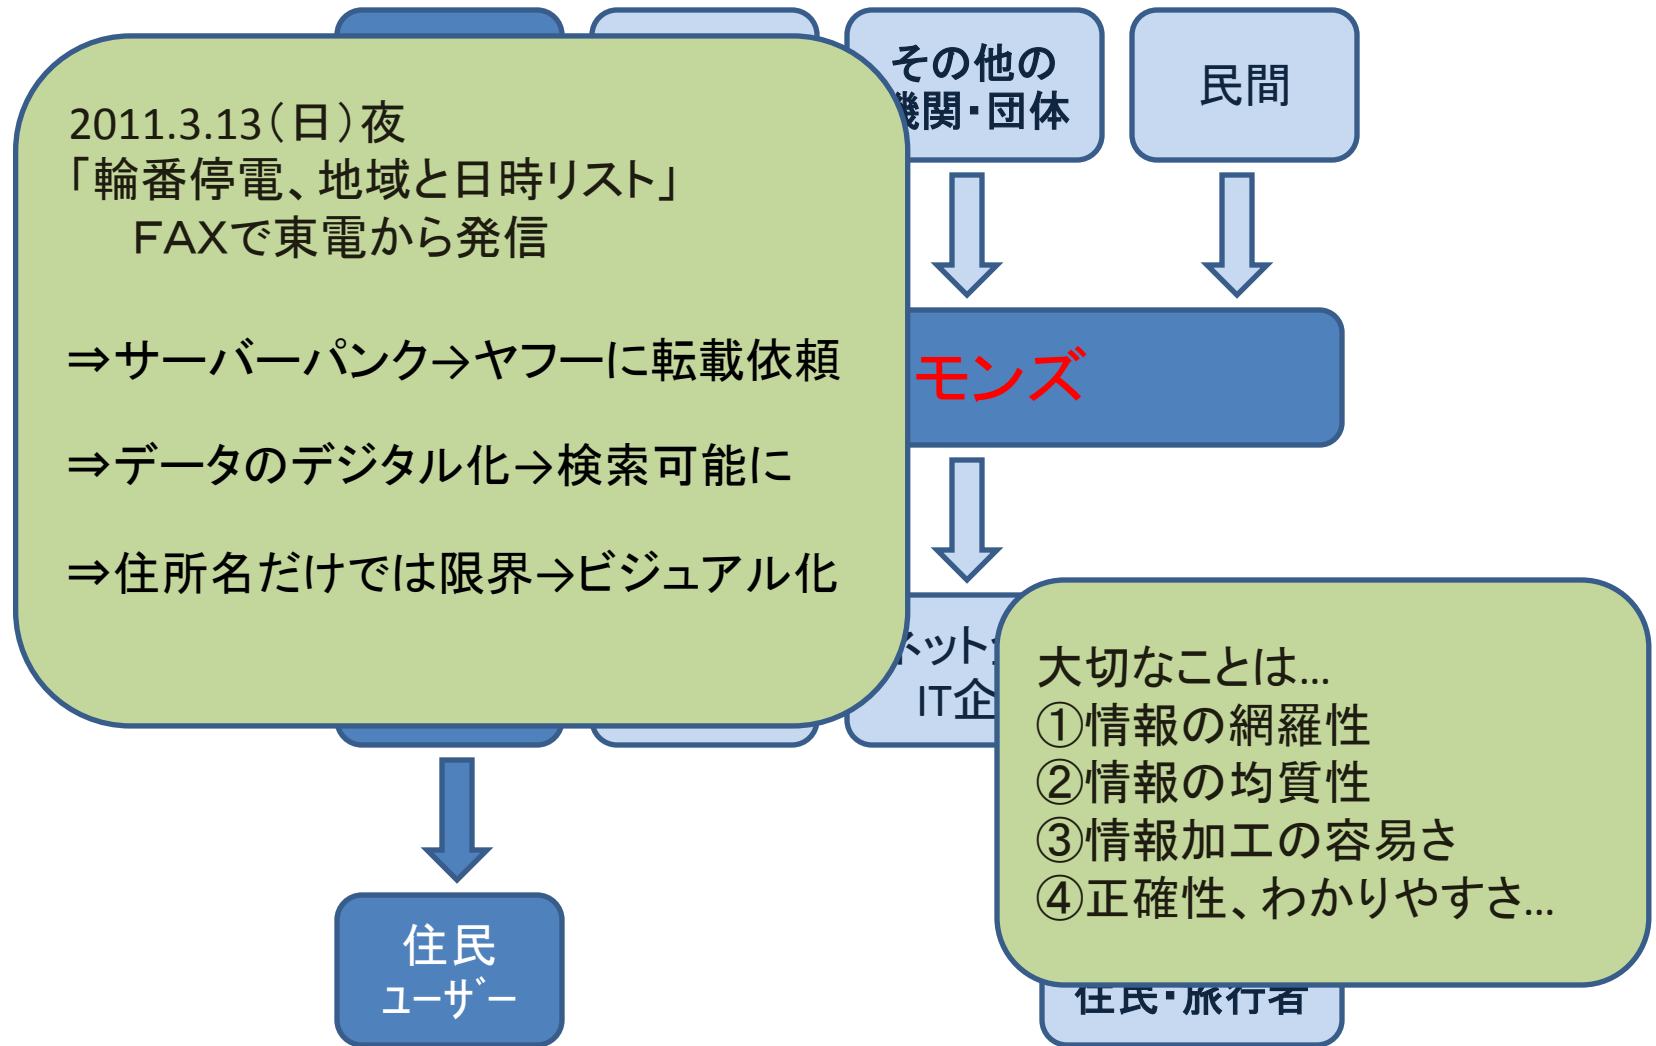 その他の
機関・団体
民間
2011.3.13（日）夜
「輪番停電、地域と日時リスト」
ＦＡＸで東電から発信
⇒サーバーパンク→ヤフーに転載依頼
⇒データのデジタル化→検索可能に
⇒住所名だけでは限界→ビジュアル化
モンズ
ネット
IT企
大切なことは…
①情報の網羅性
②情報の均質性
③情報加工の容易さ
④正確性、わかりやすさ…
住民
ﾕｰｻﾞｰ
住民・旅行者